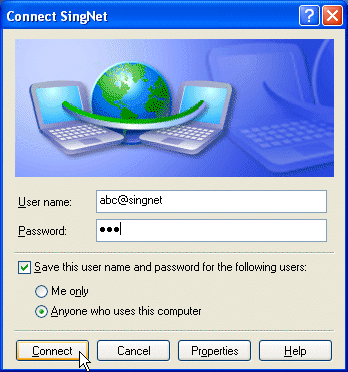 Connect SingNet
User name: abc@singnet
Password: ●●●
Save this user name and password for the following users:
Me only
Anyone who uses this computer
Connect Cancel Properties Help